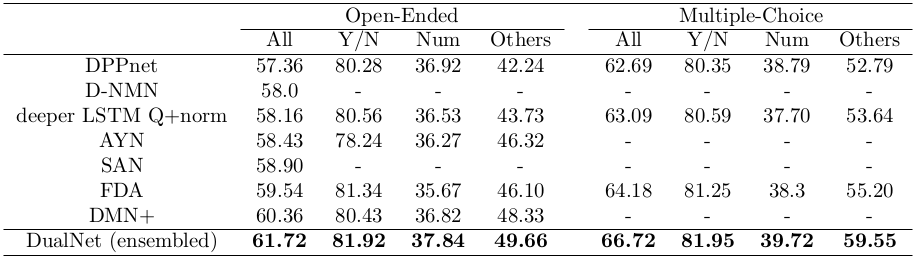 Open-Ended Multiple-Choice
All Y/N Num Others All Y/N Num Others
DPPnet 57.36 80.28 36.92 42.24 62.69 80.35 38.79 52.79
D-NMN 58.0 - - - - - - -
deeper LSTM Q+norm 58.16 80.56 36.53 43.73 63.09 80.59 37.70 53.64
AYN 58.43 78.24 36.27 46.32 - - - -
SAN 58.90 - - - - - - -
FDA 59.54 81.34 35.67 46.10 64.18 81.25 38.3 55.20
DMN+ 60.36 80.43 36.82 48.33 - - - -
DualNet (ensembled) 61.72 81.92 37.84 49.66 66.72 81.95 39.72 59.55